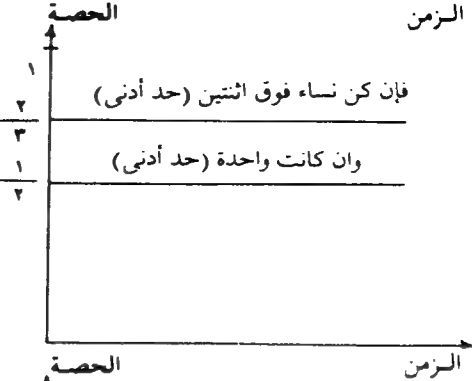 الزمن الحصة
١
فإن كن نساء فوق اثنتين (حد أدنى)
٢
٣
وان كانت واحدة (حد أدنى)
١
٢
الزمن الحصة